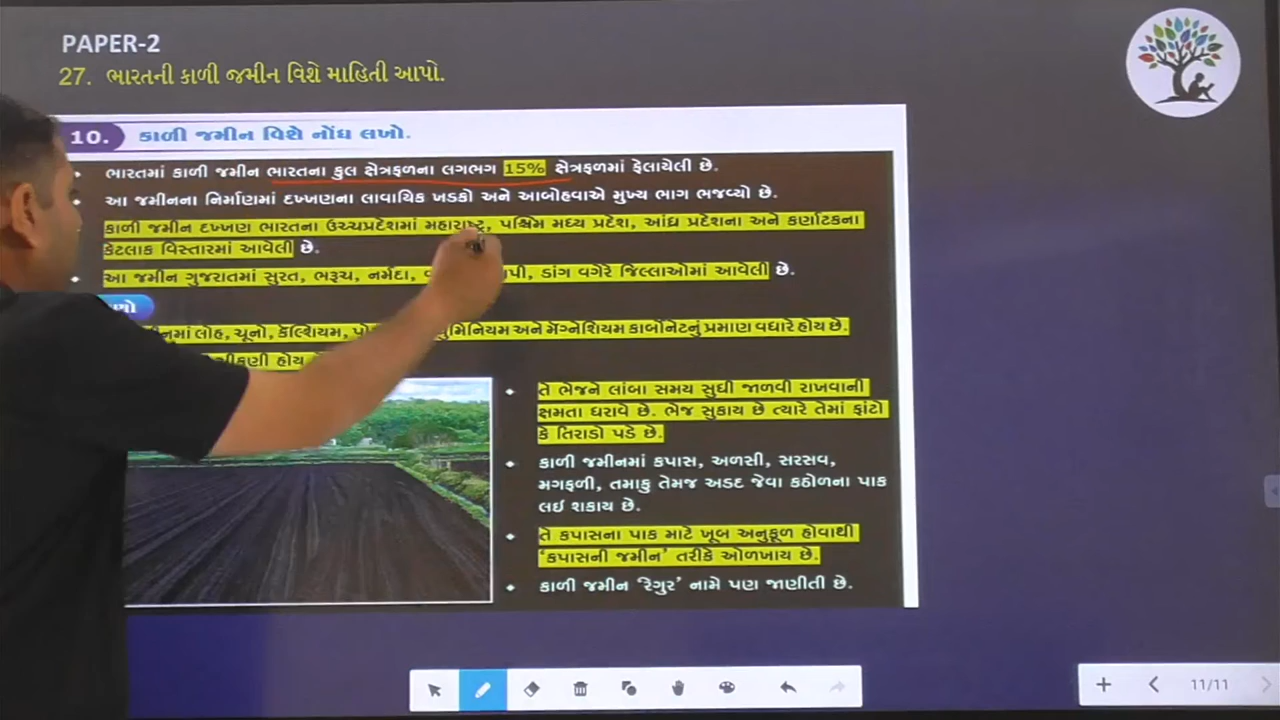 PAPER-2
27. ભારતની કાળી જમીન વિશે માહિતી આપો.
10. કાળી જમીન વિશે નોંધ લખો.
• ભારતમાં કાળી જમીન ભારતના કુલ ક્ષેત્રફળના લગભગ 15% ક્ષેત્રફળમાં ફેલાયેલી છે.
• આ જમીનના નિર્માણમાં દખ્ખણના લાવાયિક ખડકો અને આબોહવાએ મુખ્ય ભાગ ભજવ્યો છે.
કાળી જમીન દખ્ખણ ભારતના ઉચ્ચપ્રદેશમાં મહારાષ્ટ્ર, પશ્ચિમ મધ્ય પ્રદેશ, આંધ્ર પ્રદેશના અને કર્ણાટકના
કેટલાક વિસ્તારમાં આવેલી છે.
• આ જમીન ગુજરાતમાં સુરત, ભરૂચ, નર્મદા, ડાંગ વગેરે જિલ્લાઓમાં આવેલી છે.
લોહ, ચૂનો, કૅલ્શિયમ, અને મૅગ્નેશિયમ કાર્બોનેટનું પ્રમાણ વધારે હોય છે.
હોય
• તે ભેજને લાંબા સમય સુધી જાળવી રાખવાની
ક્ષમતા ધરાવે છે. ભેજ સુકાય છે ત્યારે તેમાં ફાંટો
કે તિરાડો પડે છે.
• કાળી જમીનમાં કપાસ, અળસી, સરસવ,
મગફળી, તમાકુ તેમજ અડદ જેવા કઠોળના પાક
લઈ શકાય છે.
• તે કપાસના પાક માટે ખૂબ અનુકૂળ હોવાથી
‘કપાસની જમીન’ તરીકે ઓળખાય છે.
• કાળી જમીન ‘રેગુર’ નામે પણ જાણીતી છે.
11/11